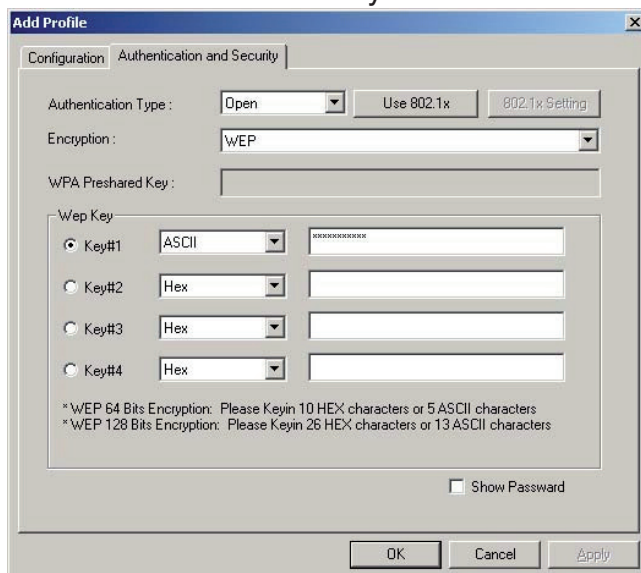 Add Profile
Configuration Authentication and Security
Authentication Type : Open Use 802.1x 802.1x Setting
Encryption : WEP
WPA Preshared Key :
Wep Key
Key#1 ASCII ***********
Key#2 Hex
Key#3 Hex
Key#4 Hex
* WEP 64 Bits Encryption: Please Keyin 10 HEX characters or 5 ASCII characters
* WEP 128 Bits Encryption: Please Keyin 26 HEX characters or 13 ASCII characters
Show Passward
OK Cancel Apply